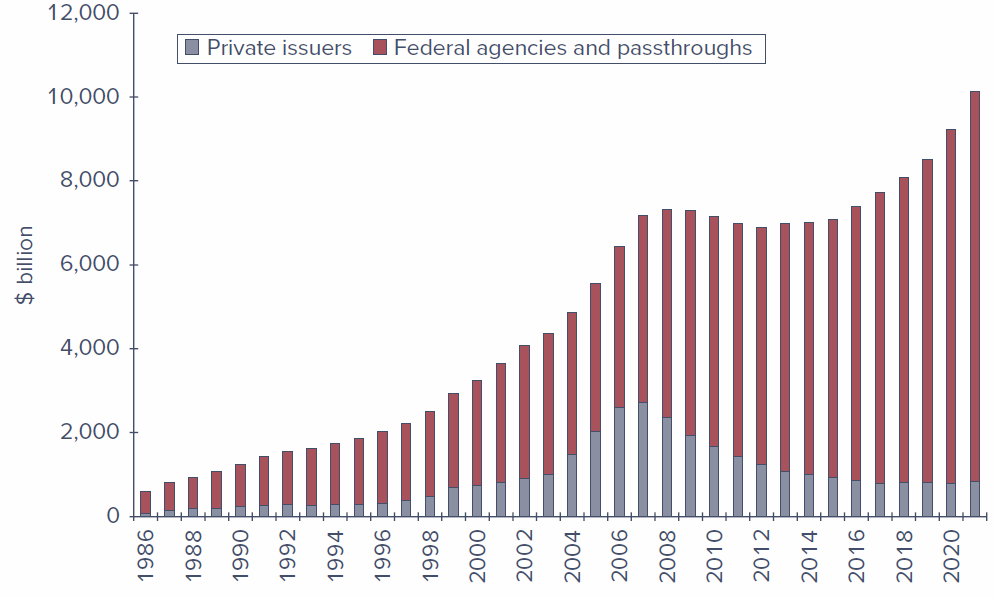 12,000
Private issuers Federal agencies and passthroughs
10,000
8,000
6,000
4,000
2,000
0
$ billion
1986 1988 1990 1992 1994 1996 1998 2000 2002 2004 2006 2008 2010 2012 2014 2016 2018 2020